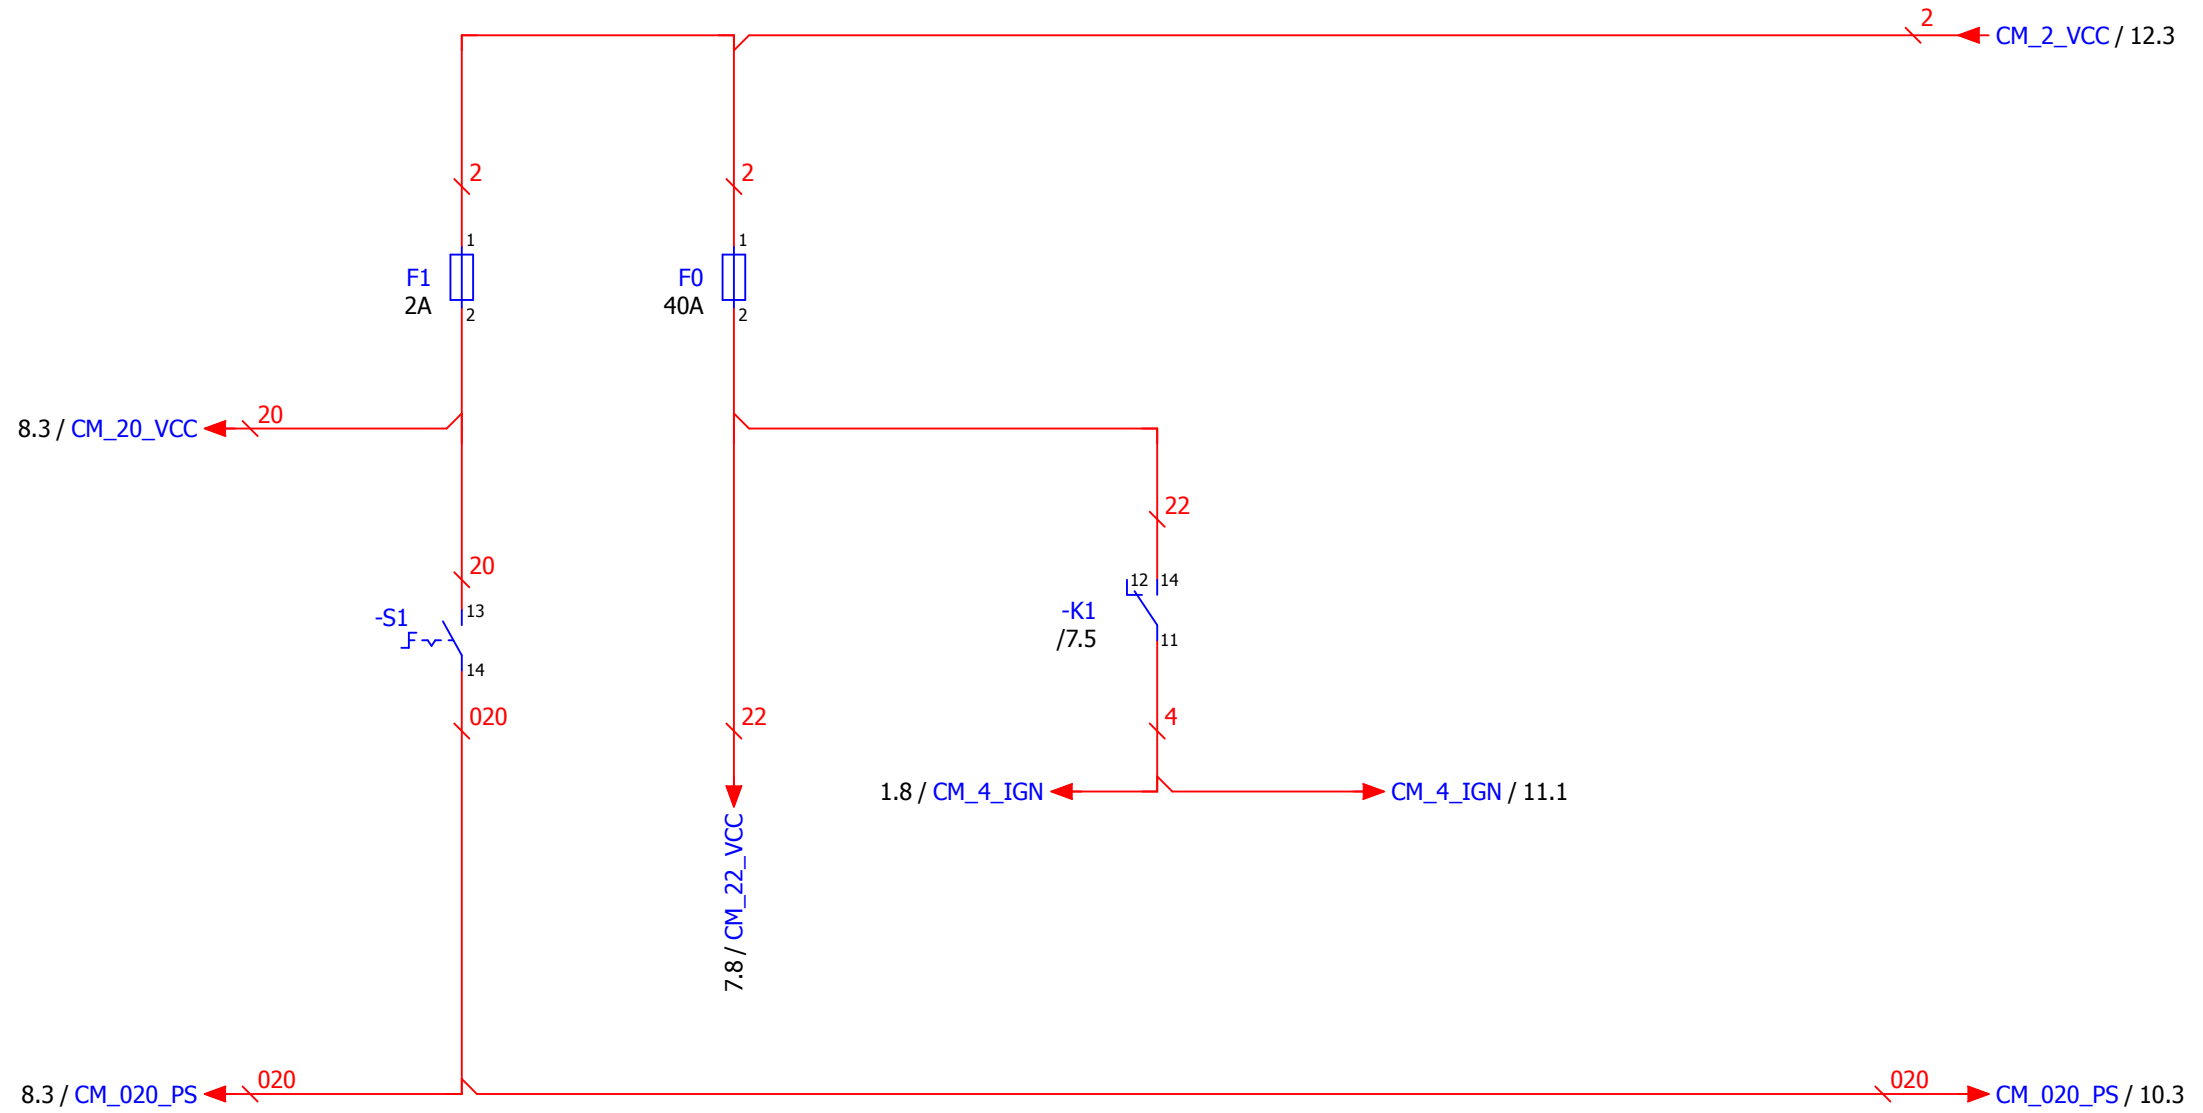 2
CM_2_VCC / 12.3
2
2
1
1
F1
2A
F0
40A
2
2
8.3 / CM_20_VCC
20
22
20
12
14
-S1
13
-K1
/7.5
11
14
020
22
4
1.8 / CM_4_IGN
CM_4_IGN / 11.1
7.8 / CM_22_VCC
8.3 / CM_020_PS
020
020
CM_020_PS / 10.3